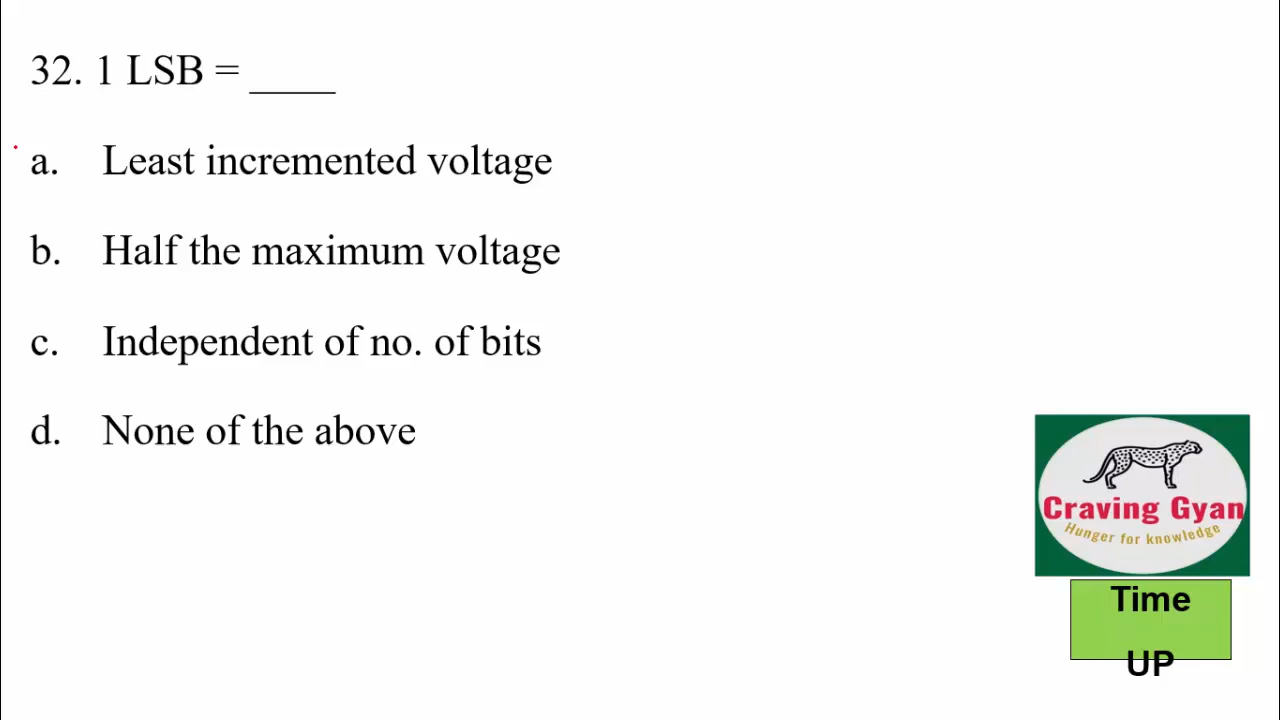 32. 1 LSB = ____
a. Least incremented voltage
b. Half the maximum voltage
c. Independent of no. of bits
d. None of the above
Craving Gyan
Hunger for knowledge
Time
UP